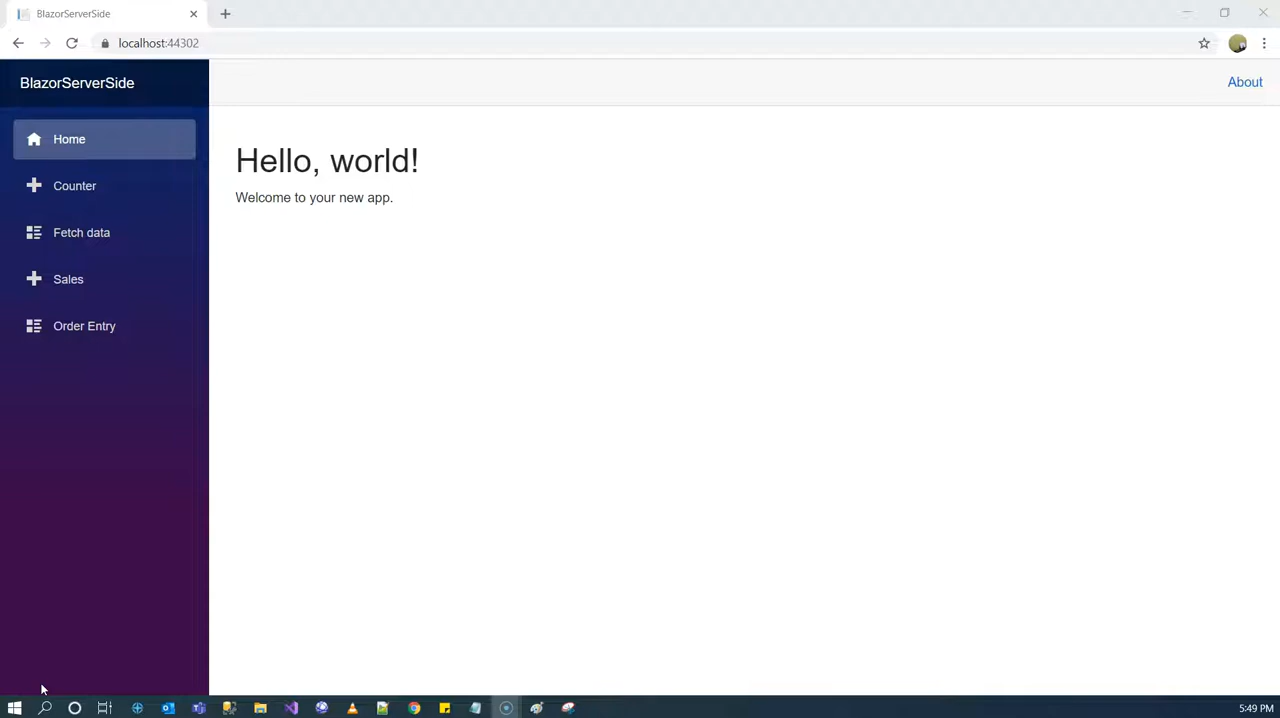 BlazorServerSide
localhost:44302
BlazorServerSide
About
Home
Hello, world!
Counter
Welcome to your new app.
Fetch data
Sales
Order Entry
5:49 PM